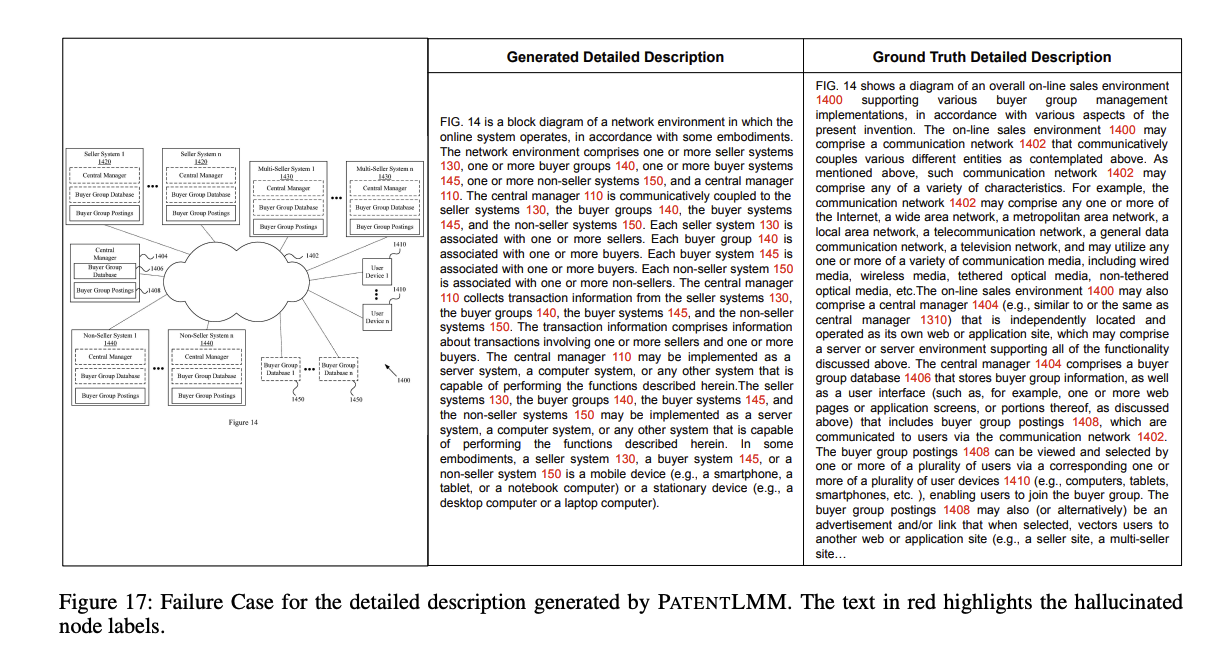 Generated Detailed Description
Ground Truth Detailed Description
Seller System 1
1420
Central Manager
Buyer Group Database
Buyer Group Postings
Seller System n
1420
Central Manager
Buyer Group Database
Buyer Group Postings
Multi-Seller System 1
1430
Central Manager
Buyer Group Database
Buyer Group Postings
Multi-Seller System n
1430
Central Manager
Buyer Group Database
Buyer Group Postings
Central
Manager
1404
Buyer Group
Database
1406
Buyer Group Postings
1408
1402
1410
User
Device 1
1410
User
Device n
Non-Seller System 1
1440
Central Manager
Buyer Group Database
Buyer Group Postings
Non-Seller System n
1440
Central Manager
Buyer Group Database
Buyer Group Postings
Buyer Group
Database 1
1450
Buyer Group
Database n
1450
1400
Figure 14
FIG. 14 is a block diagram of a network environment in which the
online system operates, in accordance with some embodiments.
The network environment comprises one or more seller systems
130, one or more buyer groups 140, one or more buyer systems
145, one or more non-seller systems 150, and a central manager
110. The central manager 110 is communicatively coupled to the
seller systems 130, the buyer groups 140, the buyer systems
145, and the non-seller systems 150. Each seller system 130 is
associated with one or more sellers. Each buyer group 140 is
associated with one or more buyers. Each buyer system 145 is
associated with one or more buyers. Each non-seller system 150
is associated with one or more non-sellers. The central manager
110 collects transaction information from the seller systems 130,
the buyer groups 140, the buyer systems 145, and the non-seller
systems 150. The transaction information comprises information
about transactions involving one or more sellers and one or more
buyers. The central manager 110 may be implemented as a
server system, a computer system, or any other system that is
capable of performing the functions described herein.The seller
systems 130, the buyer groups 140, the buyer systems 145, and
the non-seller systems 150 may be implemented as a server
system, a computer system, or any other system that is capable
of performing the functions described herein. In some
embodiments, a seller system 130, a buyer system 145, or a
non-seller system 150 is a mobile device (e.g., a smartphone, a
tablet, or a notebook computer) or a stationary device (e.g., a
desktop computer or a laptop computer).
FIG. 14 shows a diagram of an overall on-line sales environment
1400 supporting various buyer group management
implementations, in accordance with various aspects of the
present invention. The on-line sales environment 1400 may
comprise a communication network 1402 that communicatively
couples various different entities as contemplated above. As
mentioned above, such communication network 1402 may
comprise any of a variety of characteristics. For example, the
communication network 1402 may comprise any one or more of
the Internet, a wide area network, a metropolitan area network, a
local area network, a telecommunication network, a general data
communication network, a television network, and may utilize any
one or more of a variety of communication media, including wired
media, wireless media, tethered optical media, non-tethered
optical media, etc.The on-line sales environment 1400 may also
comprise a central manager 1404 (e.g., similar to or the same as
central manager 1310) that is independently located and
operated as its own web or application site, which may comprise
a server or server environment supporting all of the functionality
discussed above. The central manager 1404 comprises a buyer
group database 1406 that stores buyer group information, as well
as a user interface (such as, for example, one or more web
pages or application screens, or portions thereof, as discussed
above) that includes buyer group postings 1408, which are
communicated to users via the communication network 1402.
The buyer group postings 1408 can be viewed and selected by
one or more of a plurality of users via a corresponding one or
more of a plurality of user devices 1410 (e.g., computers, tablets,
smartphones, etc. ), enabling users to join the buyer group. The
buyer group postings 1408 may also (or alternatively) be an
advertisement and/or link that when selected, vectors users to
another web or application site (e.g., a seller site, a multi-seller
site…
Figure 17: Failure Case for the detailed description generated by PATENTLMM. The text in red highlights the hallucinated
node labels.